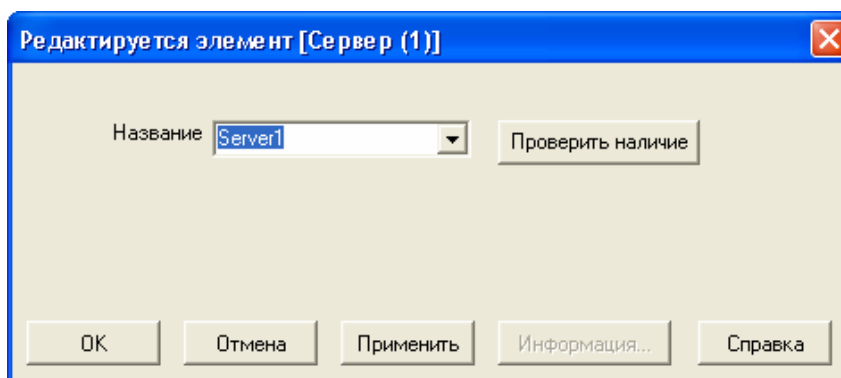 Редактируется элемент [Сервер (1)]
Название Server1 Проверить наличие
OK Отмена Применить Информация... Справка